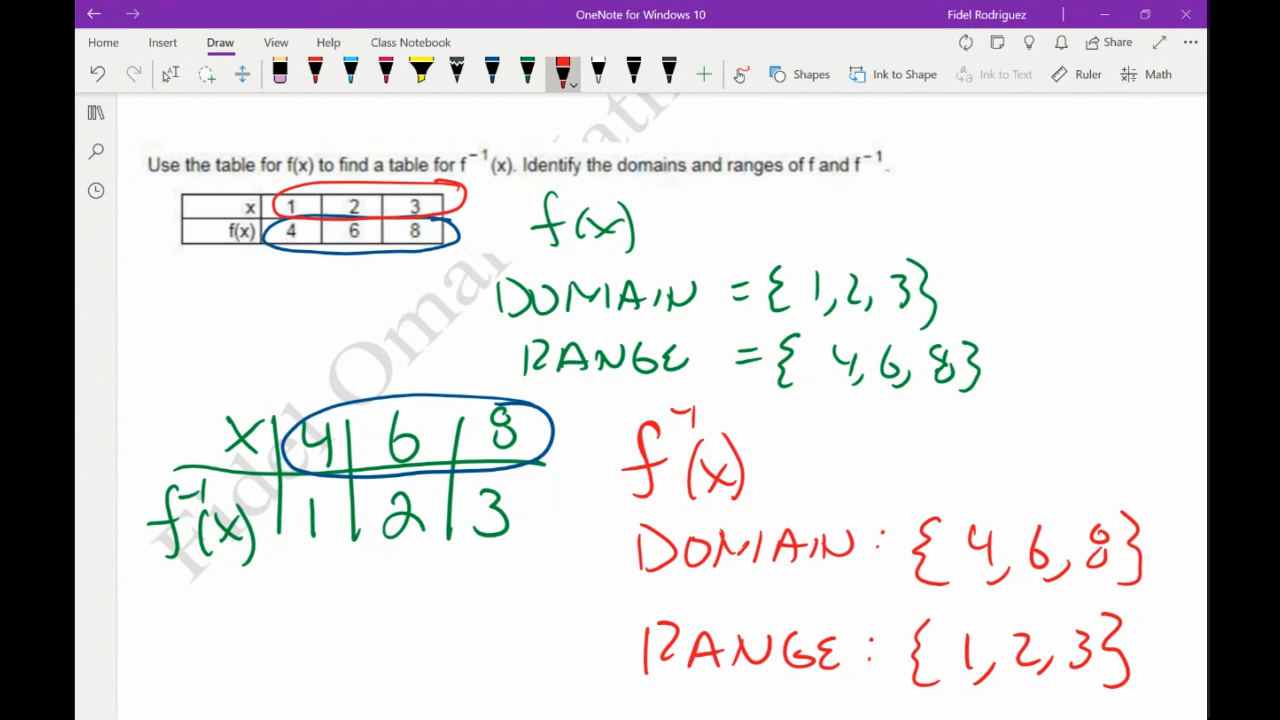 OneNote for Windows 10
Fidel Rodriguez
Home Insert Draw View Help Class Notebook
Share
Shapes Ink to Shape Ink to Text Ruler Math
Use the table for f(x) to find a table for f⁻¹(x). Identify the domains and ranges of f and f⁻¹.
x 1 2 3
f(x) 4 6 8
f(x)
DOMAIN = { 1, 2, 3 }
RANGE = { 4, 6, 8 }
x 4 6 8
f⁻¹(x) 1 2 3
f⁻¹(x)
DOMIAN : { 4, 6, 8 }
RANGE : { 1, 2, 3 }
Fidel Omar